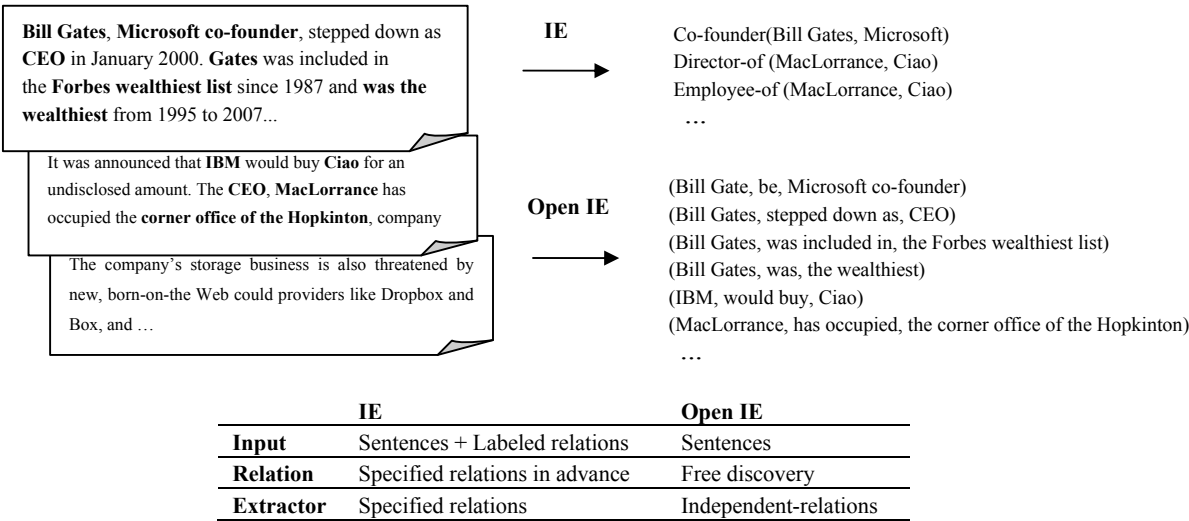 Bill Gates, Microsoft co-founder, stepped down as
CEO in January 2000. Gates was included in
the Forbes wealthiest list since 1987 and was the
wealthiest from 1995 to 2007...
It was announced that IBM would buy Ciao for an
undisclosed amount. The CEO, MacLorrance has
occupied the corner office of the Hopkinton, company
The company's storage business is also threatened by
new, born-on-the Web could providers like Dropbox and
Box, and …
IE
Co-founder(Bill Gates, Microsoft)
Director-of (MacLorrance, Ciao)
Employee-of (MacLorrance, Ciao)
…
Open IE
(Bill Gate, be, Microsoft co-founder)
(Bill Gates, stepped down as, CEO)
(Bill Gates, was included in, the Forbes wealthiest list)
(Bill Gates, was, the wealthiest)
(IBM, would buy, Ciao)
(MacLorrance, has occupied, the corner office of the Hopkinton)
…
IE Open IE
Input Sentences + Labeled relations Sentences
Relation Specified relations in advance Free discovery
Extractor Specified relations Independent-relations